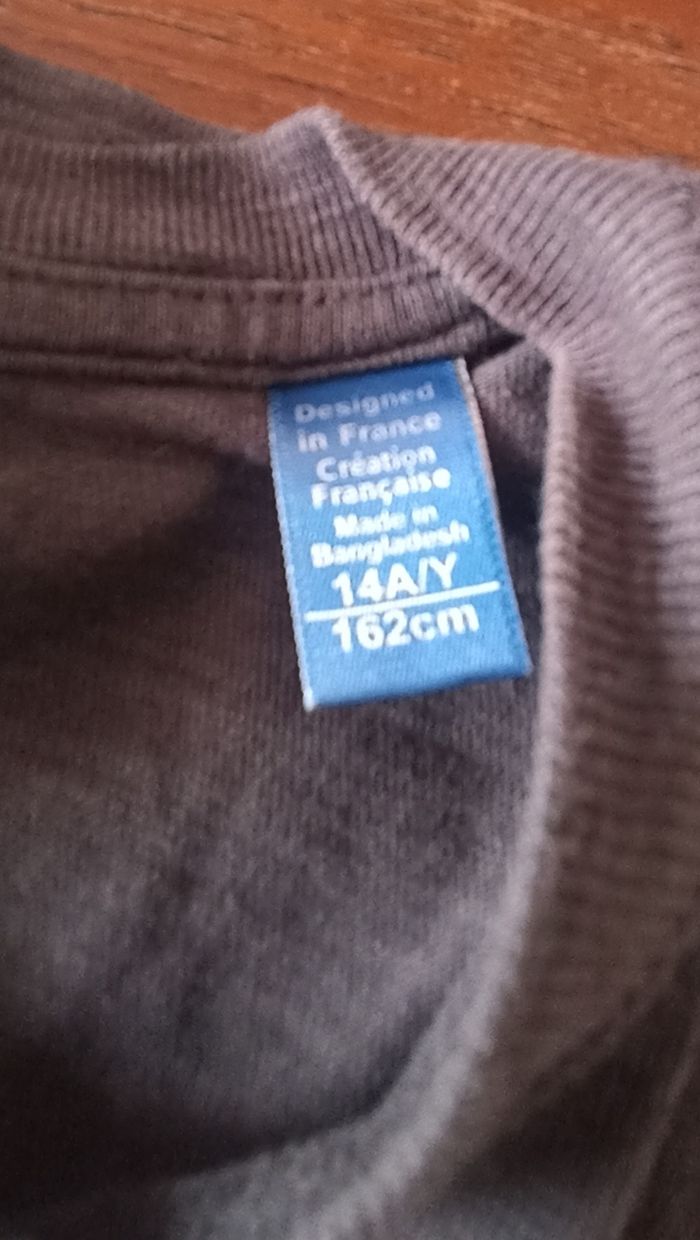 Designed
in France
Création
Française
Made in
Bangladesh
14A/Y
162cm